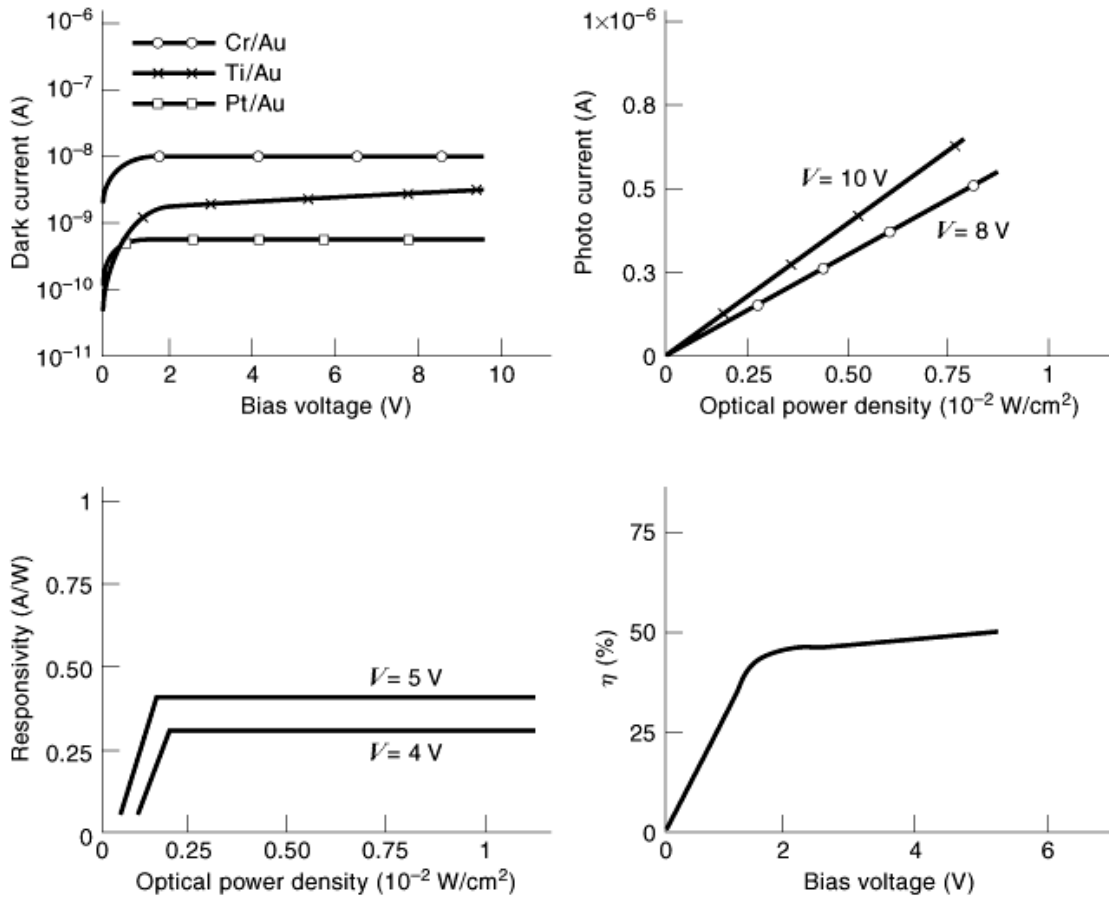 10⁻⁶
10⁻⁷
10⁻⁸
10⁻⁹
10⁻¹⁰
10⁻¹¹
Dark current (A)
Cr/Au
Ti/Au
Pt/Au
0 2 4 6 8 10
Bias voltage (V)
1×10⁻⁶
0.8
0.5
0.3
0
Photo current (A)
V = 10 V
V = 8 V
0 0.25 0.50 0.75 1
Optical power density (10⁻² W/cm²)
1
0.75
0.50
0.25
0
Responsivity (A/W)
V = 5 V
V = 4 V
0 0.25 0.50 0.75 1
Optical power density (10⁻² W/cm²)
75
50
25
0
η (%)
0 2 4 6
Bias voltage (V)